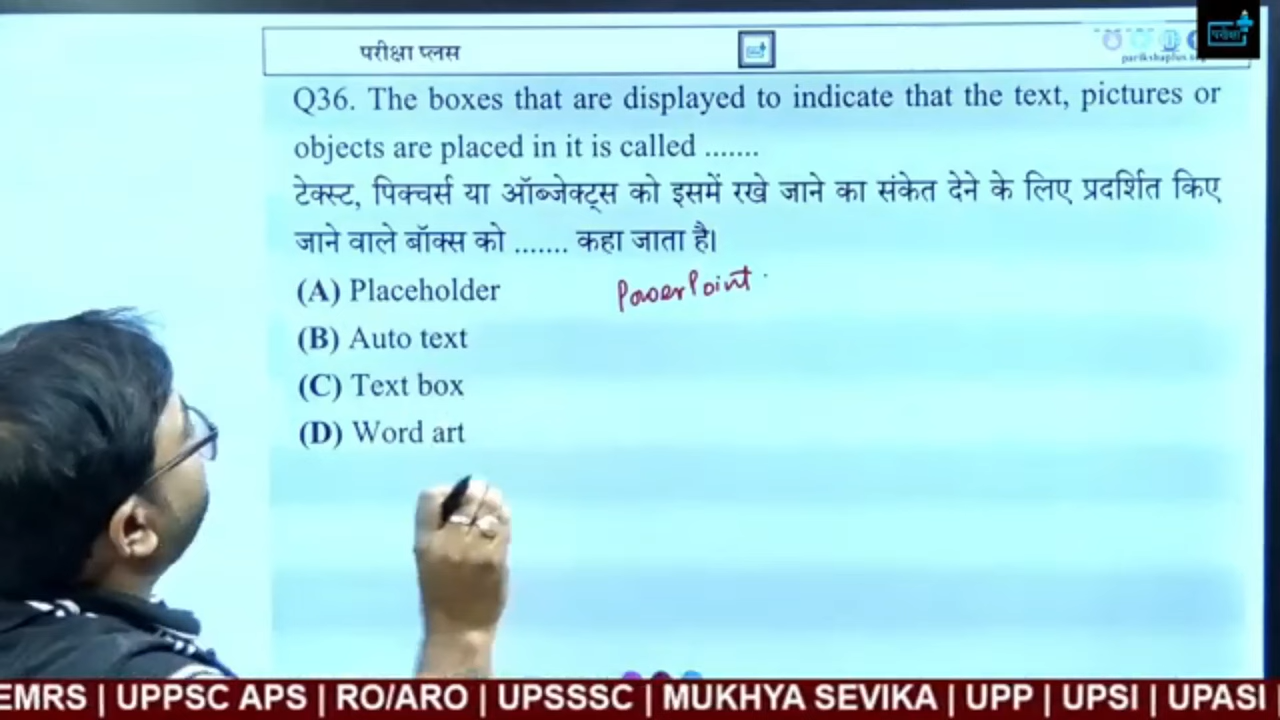 परीक्षा प्लस
परीक्षा
Q36. The boxes that are displayed to indicate that the text, pictures or
objects are placed in it is called .......
टेक्स्ट, पिक्चर्स या ऑब्जेक्ट्स को इसमें रखे जाने का संकेत देने के लिए प्रदर्शित किए
जाने वाले बॉक्स को ....... कहा जाता है।
(A) Placeholder
PowerPoint
(B) Auto text
(C) Text box
(D) Word art
EMRS | UPPSC APS | RO/ARO | UPSSSC | MUKHYA SEVIKA | UPP | UPSI | UPASI |